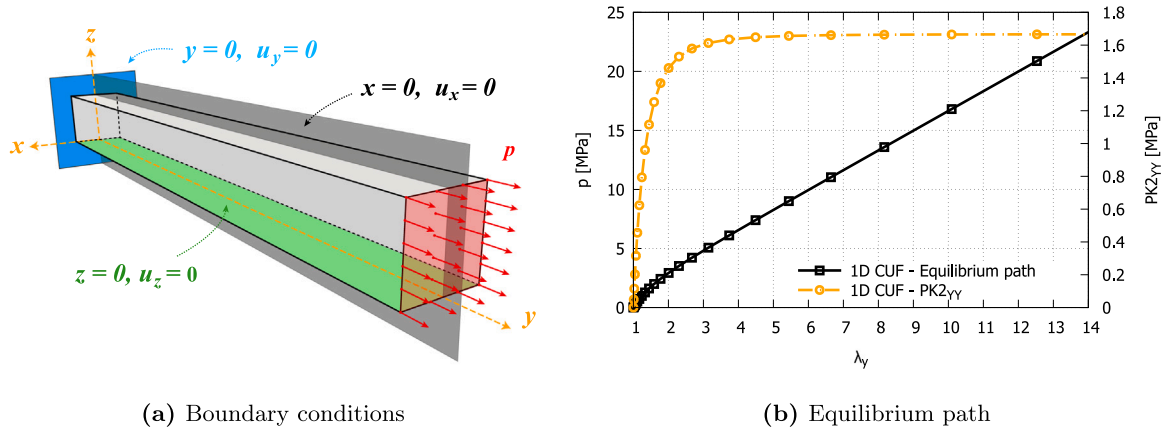 z
y = 0, u_y = 0
x = 0, u_x = 0
x
p
z = 0, u_z = 0
y
(a) Boundary conditions
p [MPa]
25
20
15
10
5
0
1 2 3 4 5 6 7 8 9 10 11 12 13 14
λ_y
1.8
1.6
1.4
1.2
1
0.8
0.6
0.4
0.2
0
PK2_YY [MPa]
1D CUF - Equilibrium path
1D CUF - PK2_YY
(b) Equilibrium path